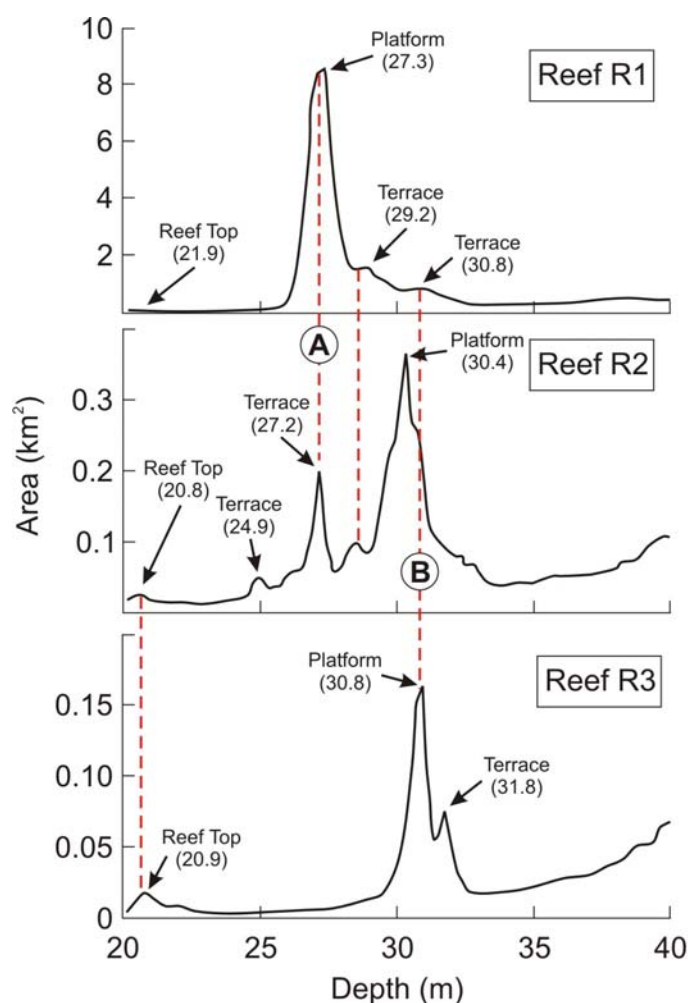 10
8
6
4
2
Platform
(27.3)
Reef R1
Terrace
(29.2)
Reef Top
(21.9)
Terrace
(30.8)
A
Area (km²)
0.3
0.2
0.1
Platform
(30.4)
Reef R2
Terrace
(27.2)
Reef Top
(20.8)
Terrace
(24.9)
B
0.15
0.10
0.05
0
Platform
(30.8)
Reef R3
Terrace
(31.8)
Reef Top
(20.9)
20 25 30 35 40
Depth (m)